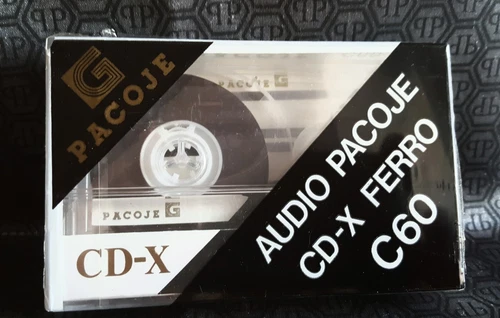 G
PACOJE
PACOJE G
PACOJE G
CD-X
AUDIO PACOJE
CD-X FERRO
C60